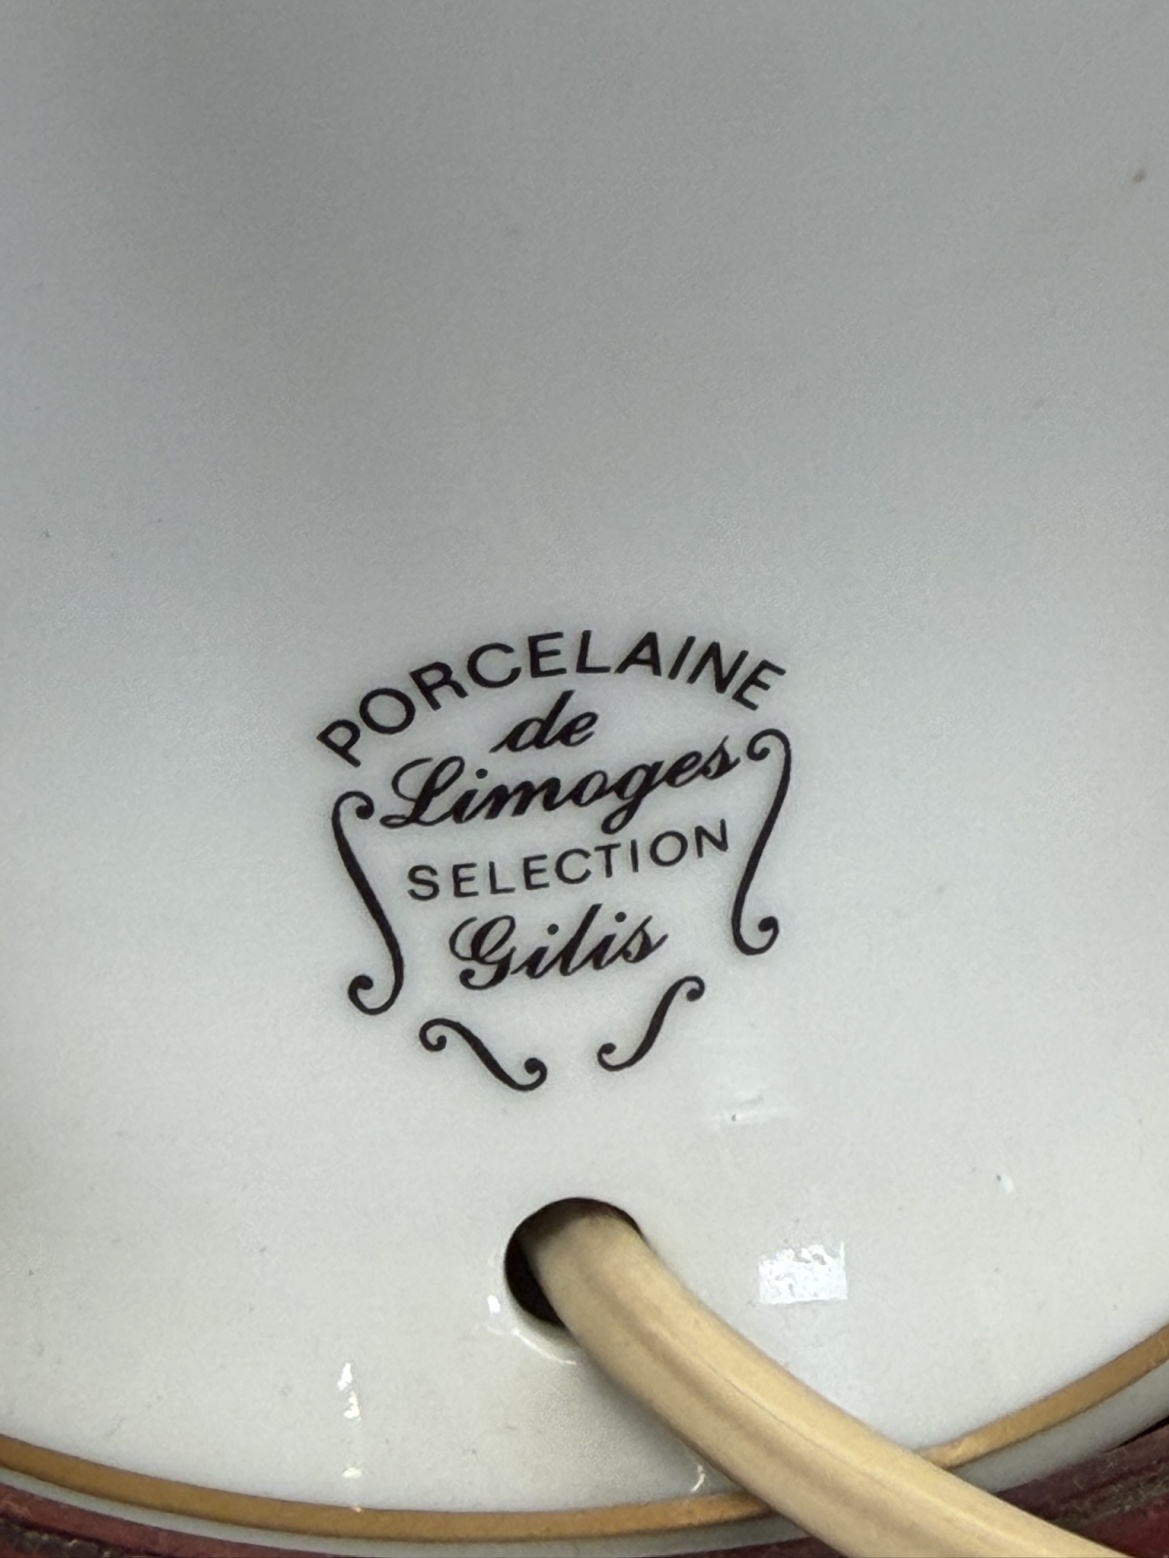 PORCELAINE
de
Limoges
SELECTION
Gilis